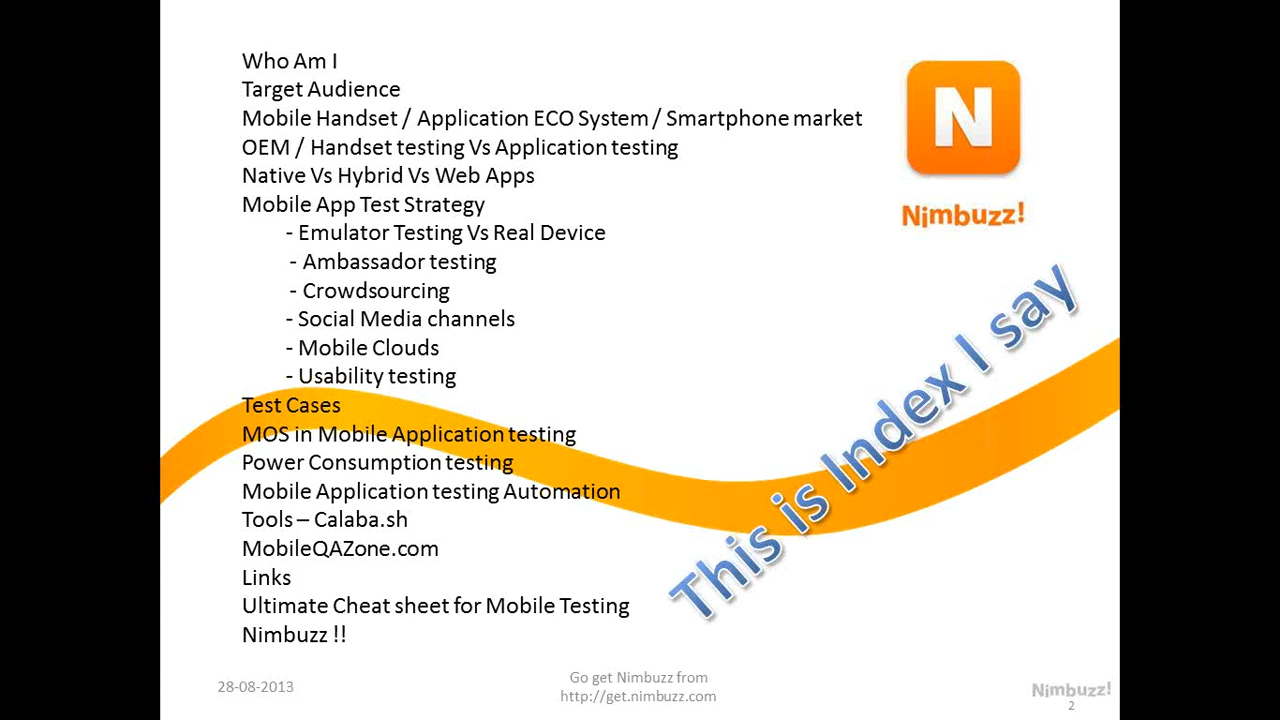 Who Am I
Target Audience
Mobile Handset / Application ECO System / Smartphone market
OEM / Handset testing Vs Application testing
Native Vs Hybrid Vs Web Apps
Mobile App Test Strategy
- Emulator Testing Vs Real Device
- Ambassador testing
- Crowdsourcing
- Social Media channels
- Mobile Clouds
- Usability testing
Test Cases
MOS in Mobile Application testing
Power Consumption testing
Mobile Application testing Automation
Tools – Calaba.sh
MobileQAZone.com
Links
Ultimate Cheat sheet for Mobile Testing
Nimbuzz !!
N
Nimbuzz!
This is Index I say
28-08-2013
Go get Nimbuzz from
http://get.nimbuzz.com
Nimbuzz!
2